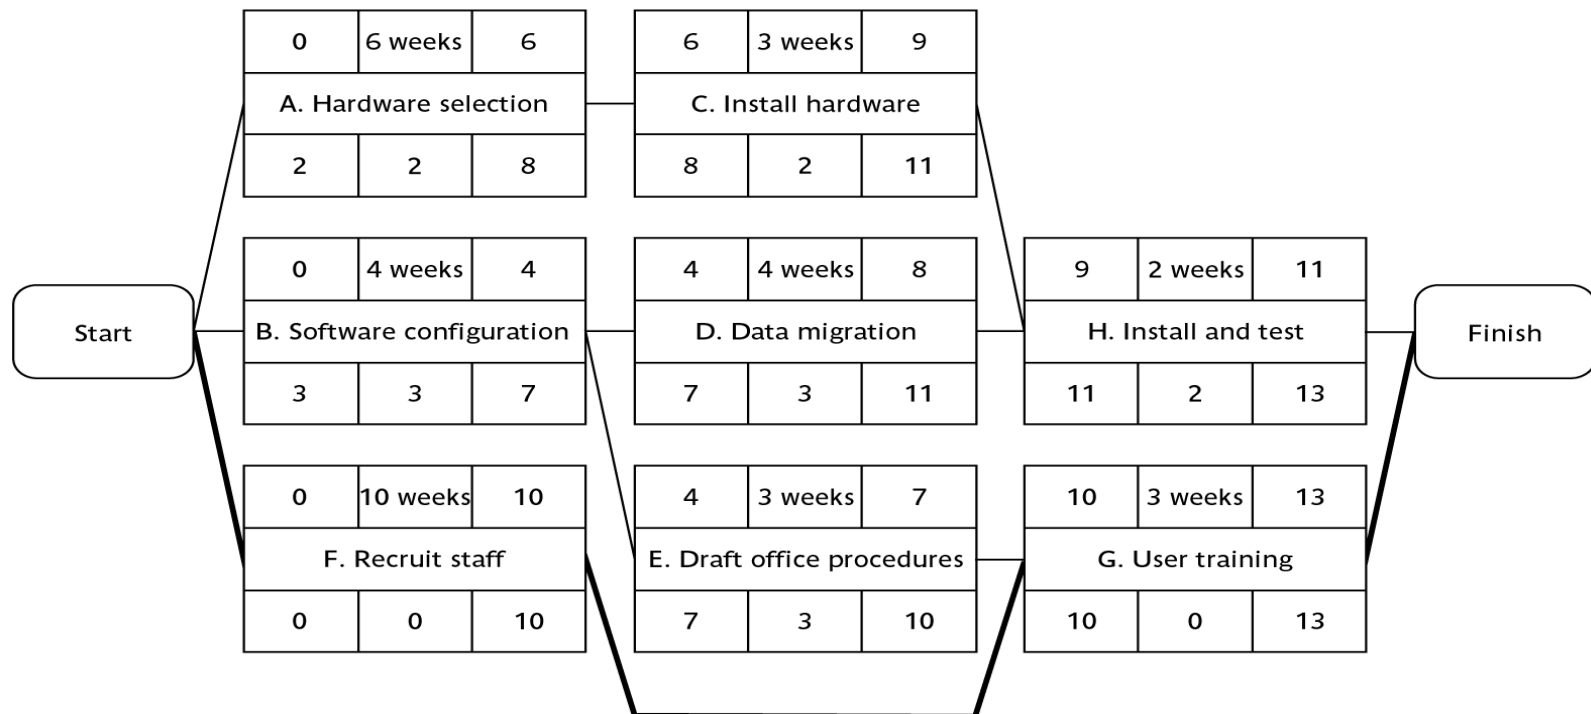 0 6 weeks 6
A. Hardware selection
2 2 8
6 3 weeks 9
C. Install hardware
8 2 11
Start
0 4 weeks 4
B. Software configuration
3 3 7
4 4 weeks 8
D. Data migration
7 3 11
9 2 weeks 11
H. Install and test
11 2 13
Finish
0 10 weeks 10
F. Recruit staff
0 0 10
4 3 weeks 7
E. Draft office procedures
7 3 10
10 3 weeks 13
G. User training
10 0 13